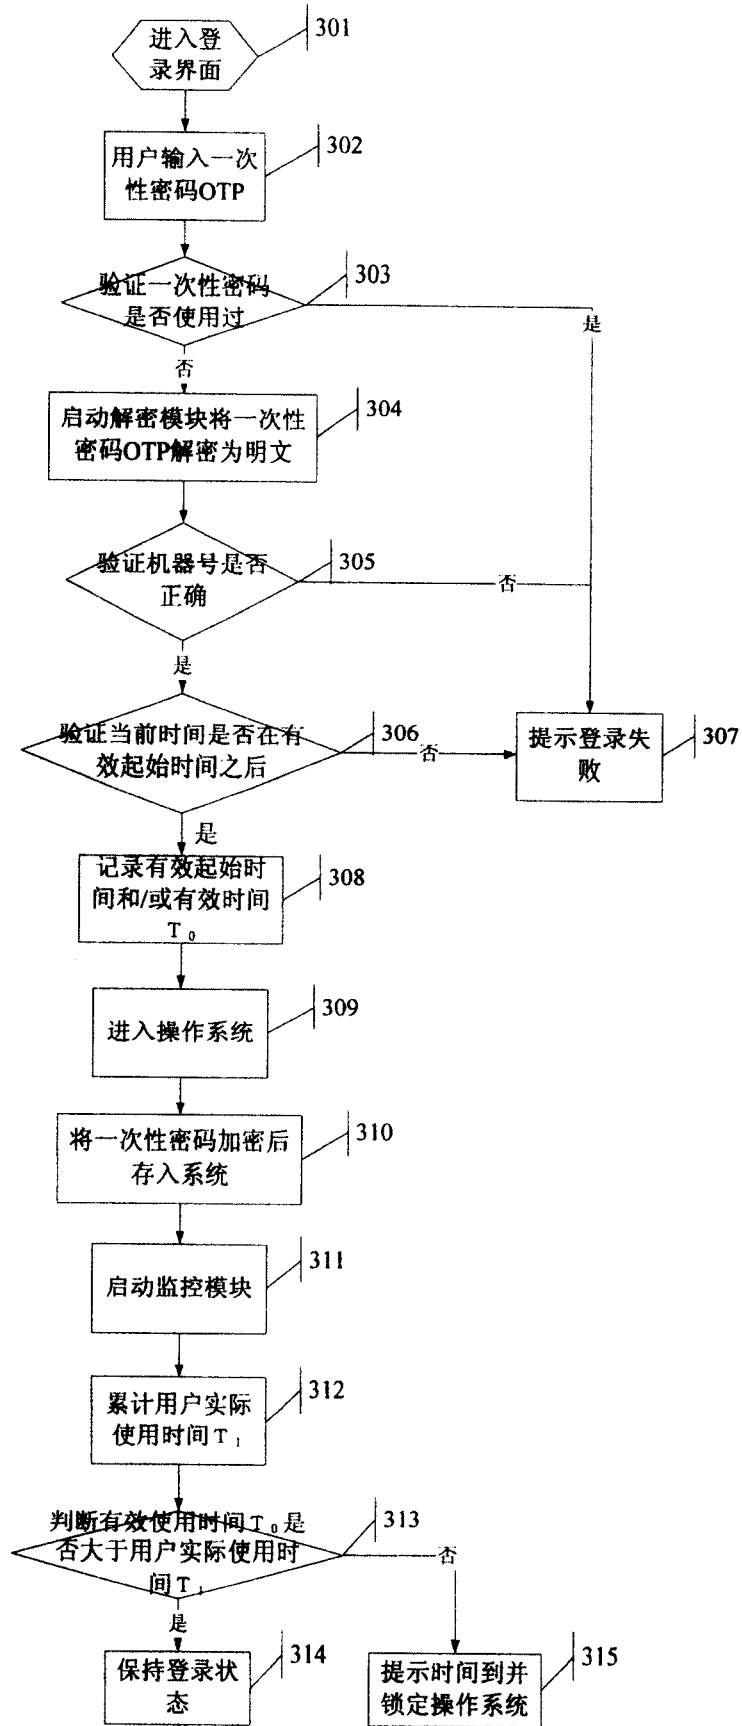 进入登
录界面
301
用户输入一次
性密码OTP
302
验证一次性密码
是否使用过
303
是
否
启动解密模块将一次性
密码OTP解密为明文
304
验证机器号是否
正确
305
否
是
验证当前时间是否在有
效起始时间之后
306
否
提示登录失
败
307
是
记录有效起始时
间和/或有效时间
T₀
308
进入操作系统
309
将一次性密码加密后
存入系统
310
启动监控模块
311
累计用户实际
使用时间T₁
312
判断有效使用时间T₀是
否大于用户实际使用时
间T₁
313
否
是
保持登录状
态
314
提示时间到并
锁定操作系统
315